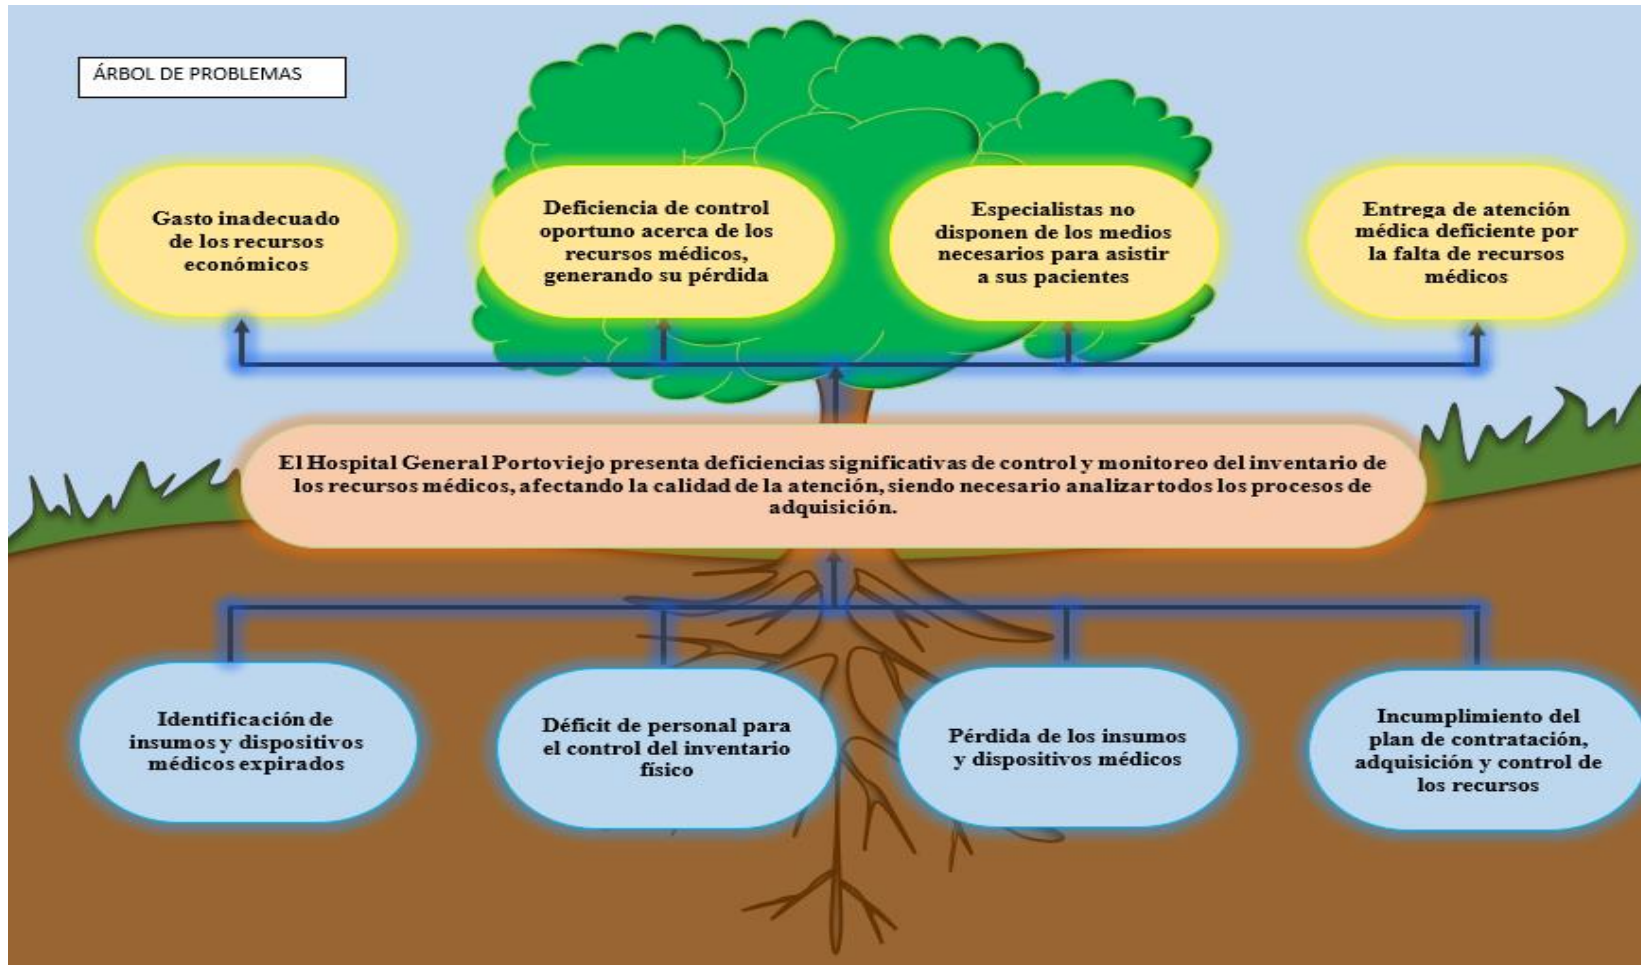 ÁRBOL DE PROBLEMAS
Gasto inadecuado
de los recursos
económicos
Deficiencia de control
oportuno acerca de los
recursos médicos,
generando su pérdida
Especialistas no
disponen de los medios
necesarios para asistir
a sus pacientes
Entrega de atención
médica deficiente por
la falta de recursos
médicos
El Hospital General Portoviejo presenta deficiencias significativas de control y monitoreo del inventario de
los recursos médicos, afectando la calidad de la atención, siendo necesario analizar todos los procesos de
adquisición.
Identificación de
insumos y dispositivos
médicos expirados
Déficit de personal para
el control del inventario
físico
Pérdida de los insumos
y dispositivos médicos
Incumplimiento del
plan de contratación,
adquisición y control de
los recursos